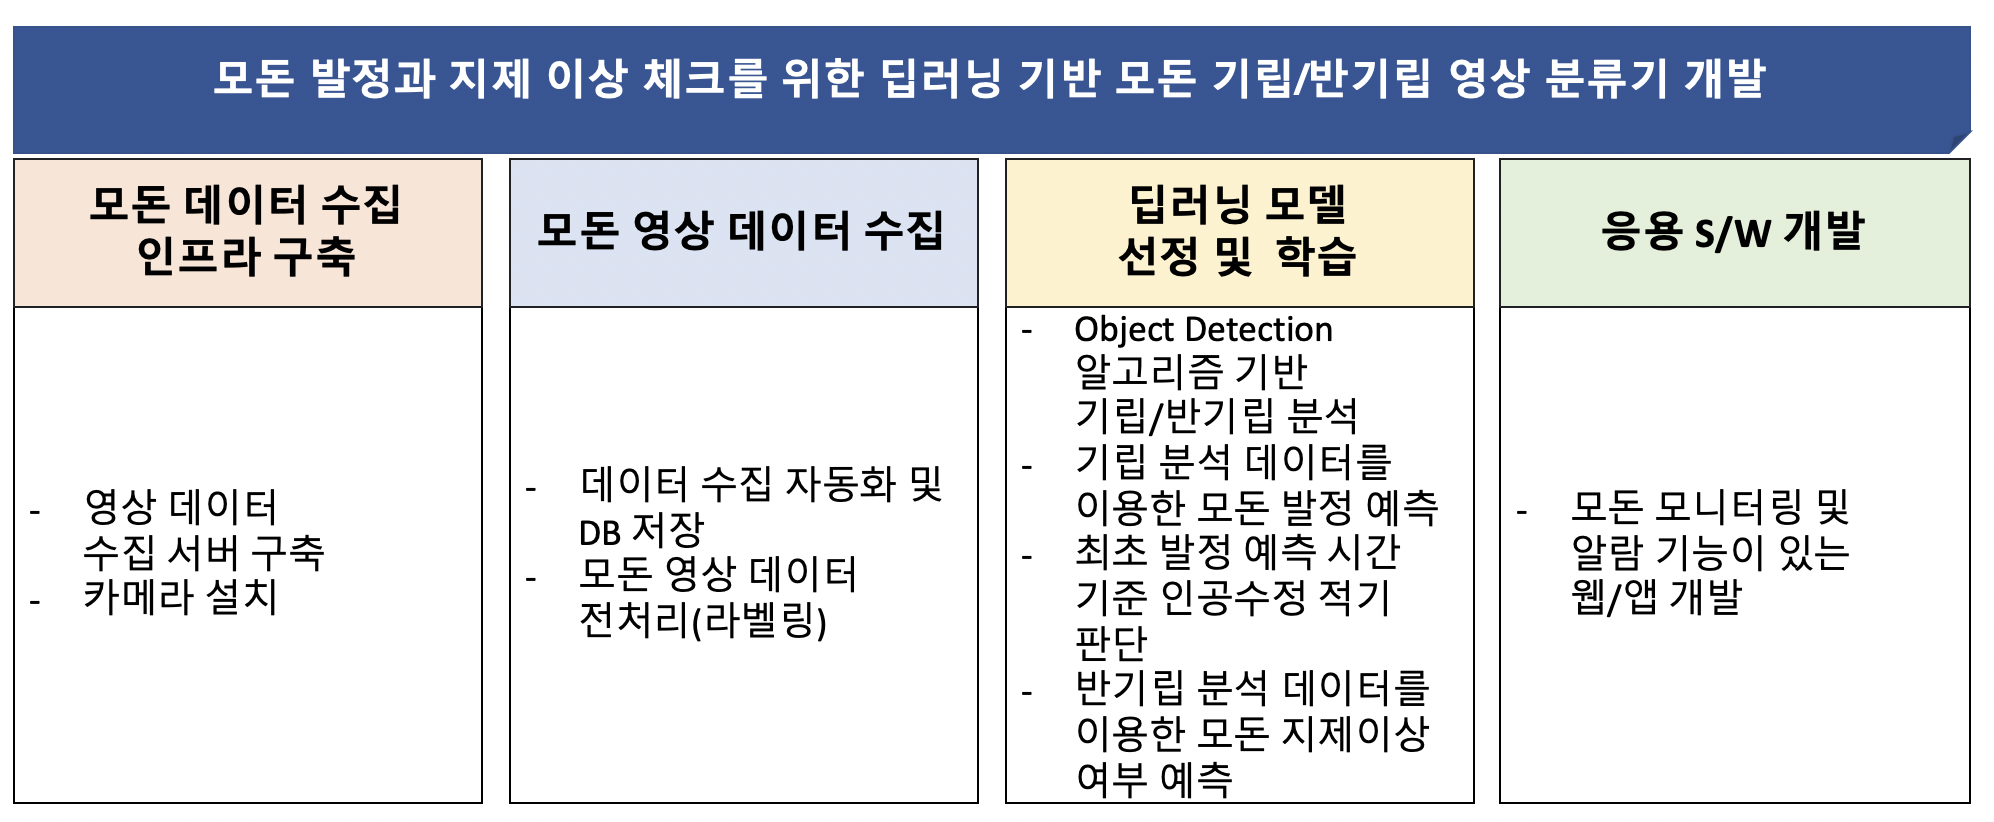 모돈 발정과 지제 이상 체크를 위한 딥러닝 기반 모돈 기립/반기립 영상 분류기 개발
모돈 데이터 수집
인프라 구축
- 영상 데이터
수집 서버 구축
- 카메라 설치
모돈 영상 데이터 수집
- 데이터 수집 자동화 및
DB 저장
- 모돈 영상 데이터
전처리(라벨링)
딥러닝 모델
선정 및 학습
- Object Detection
알고리즘 기반
기립/반기립 분석
- 기립 분석 데이터를
이용한 모돈 발정 예측
- 최초 발정 예측 시간
기준 인공수정 적기
판단
- 반기립 분석 데이터를
이용한 모돈 지제이상
여부 예측
응용 S/W 개발
- 모돈 모니터링 및
알람 기능이 있는
웹/앱 개발